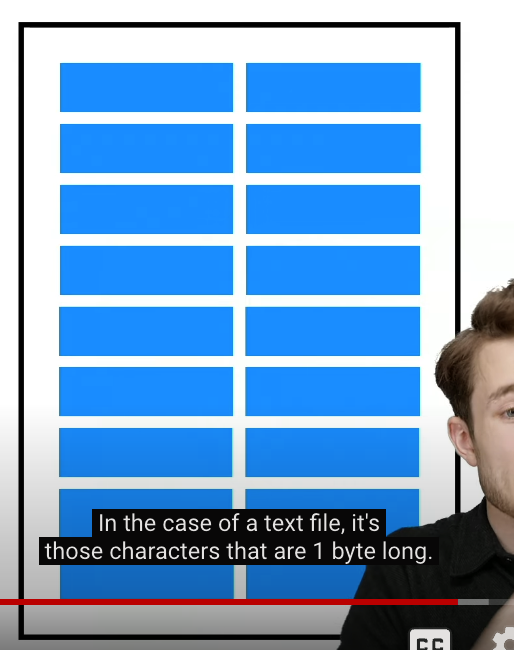 In the case of a text file, it's
those characters that are 1 byte long.
CC